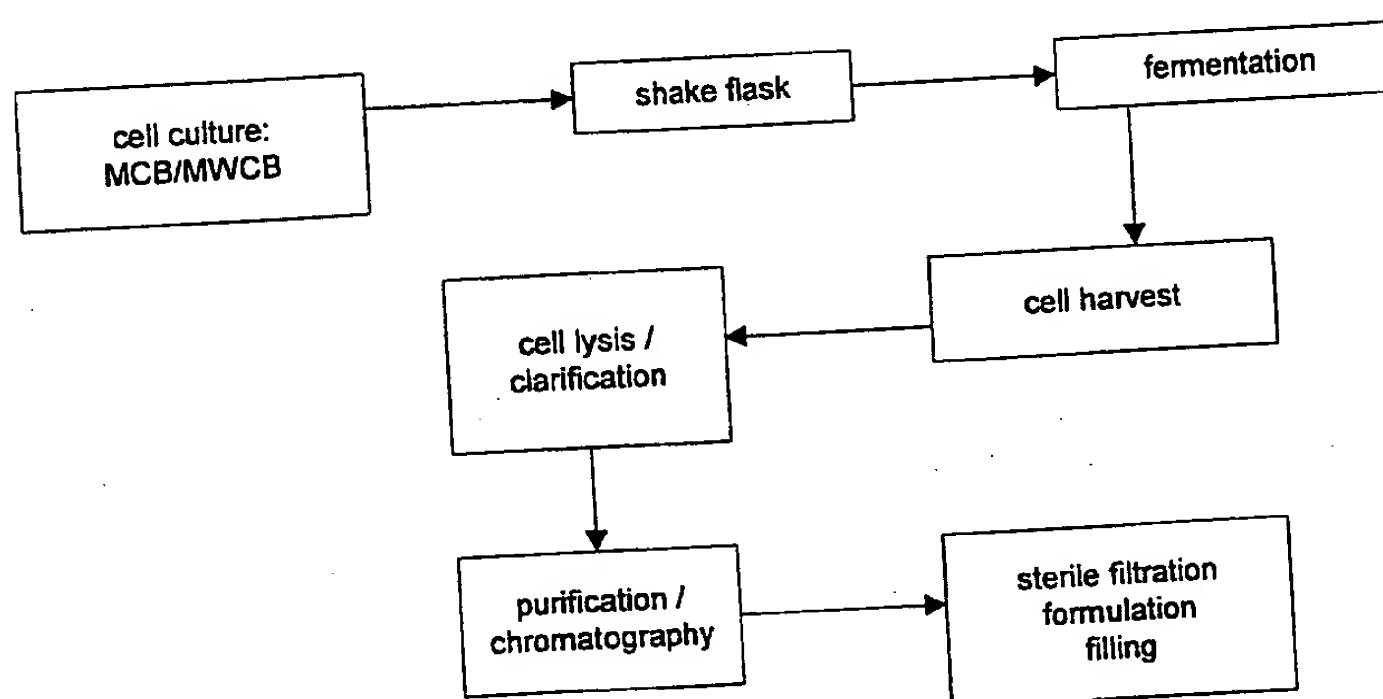 cell culture:
MCB/MWCB
shake flask
fermentation
cell harvest
cell lysis /
clarification
purification /
chromatography
sterile filtration
formulation
filling